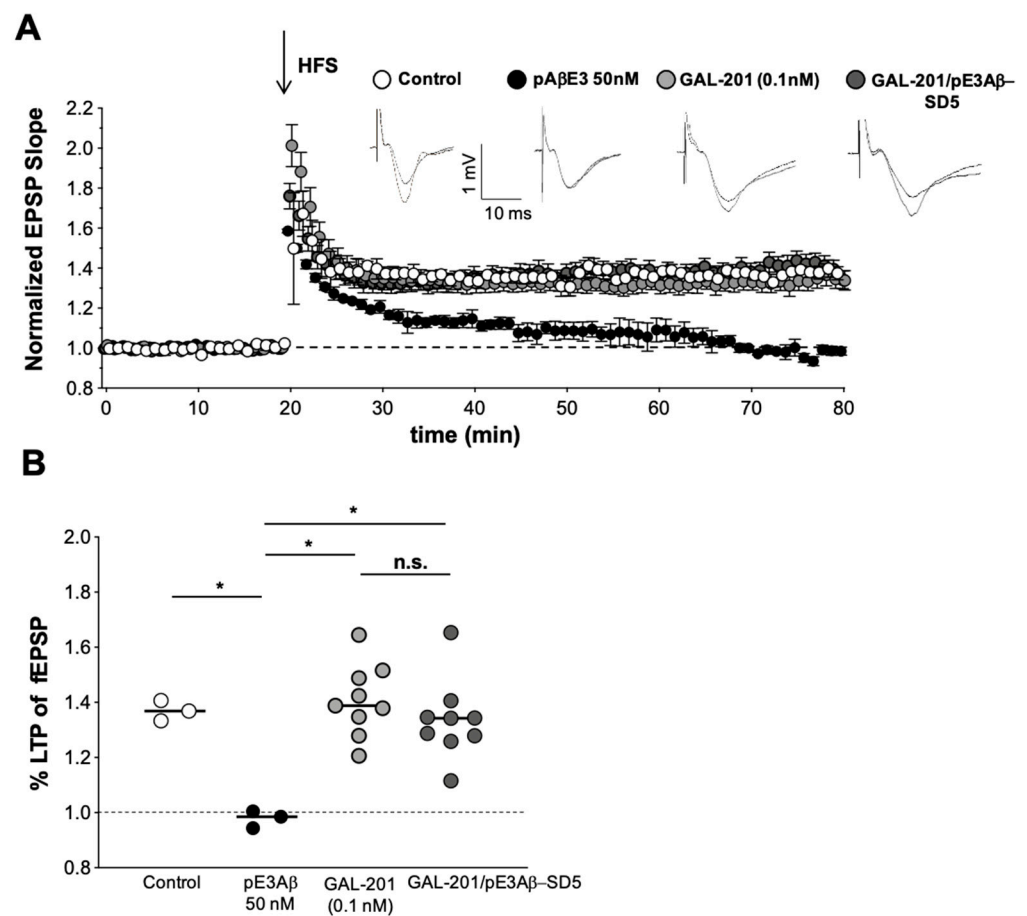 A
HFS
Control
pAβE3 50nM
GAL-201 (0.1nM)
GAL-201/pE3Aβ–
SD5
Normalized EPSP Slope
2.2
2.0
1.8
1.6
1.4
1.2
1.0
0.8
1 mV
10 ms
0 10 20 30 40 50 60 70 80
time (min)
B
% LTP of fEPSP
2.0
1.8
1.6
1.4
1.2
1.0
0.8
*
*
n.s.
*
Control
pE3Aβ
50 nM
GAL-201
(0.1 nM)
GAL-201/pE3Aβ–SD5